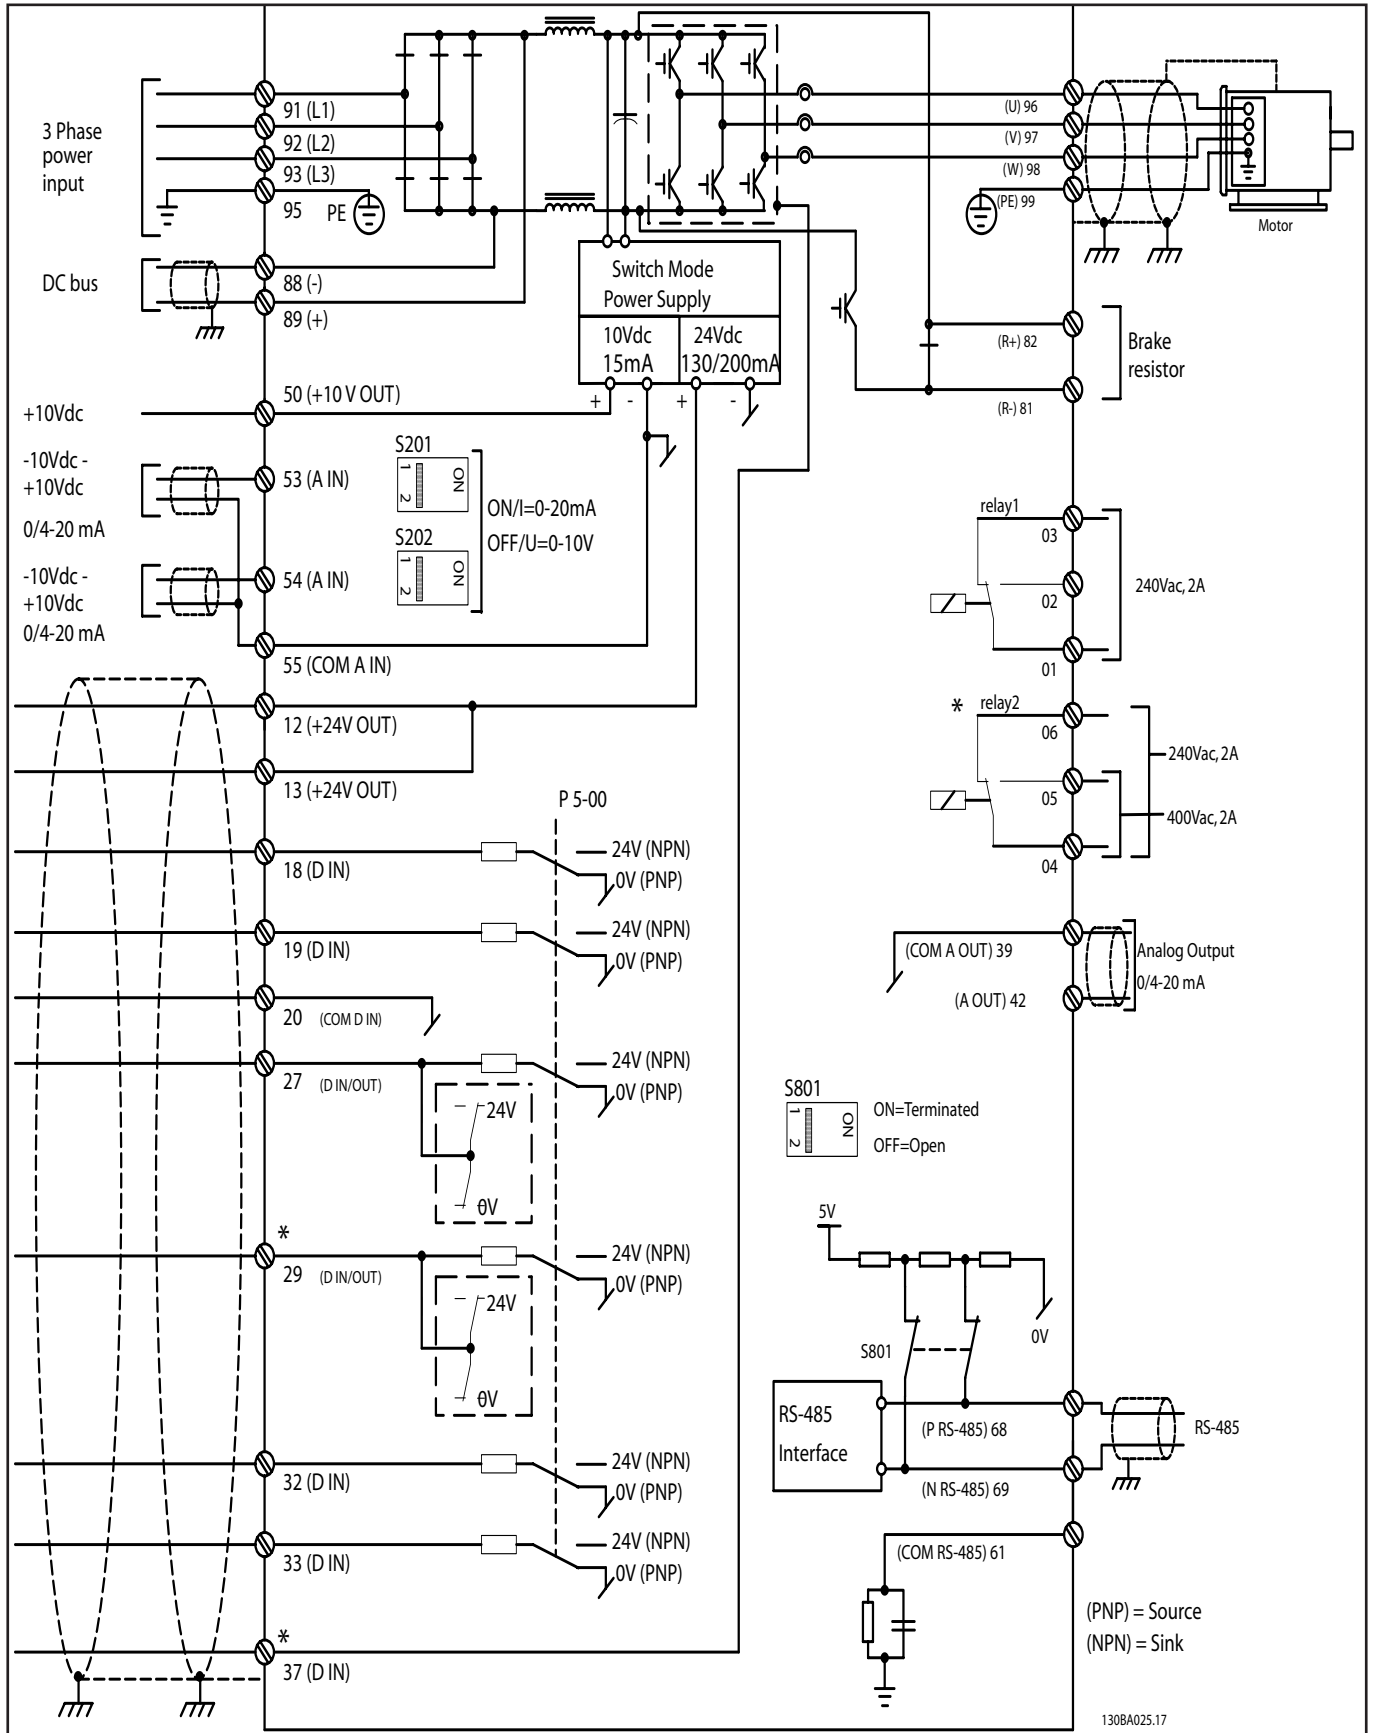 3 Phase
power
input
91 (L1)
92 (L2)
93 (L3)
95
PE
DC bus
88 (-)
89 (+)
Switch Mode
Power Supply
10Vdc
15mA
24Vdc
130/200mA
+
-
+
-
(U) 96
(V) 97
(W) 98
(PE) 99
Motor
(R+) 82
(R-) 81
Brake
resistor
+10Vdc
50 (+10 V OUT)
-10Vdc -
+10Vdc
0/4-20 mA
53 (A IN)
S201
1
2
ON
S202
1
2
ON
ON/I=0-20mA
OFF/U=0-10V
-10Vdc -
+10Vdc
0/4-20 mA
54 (A IN)
55 (COM A IN)
12 (+24V OUT)
13 (+24V OUT)
P 5-00
18 (D IN)
24V (NPN)
0V (PNP)
19 (D IN)
24V (NPN)
0V (PNP)
20 (COM D IN)
27 (D IN/OUT)
24V (NPN)
0V (PNP)
24V
0V
*
29 (D IN/OUT)
24V (NPN)
0V (PNP)
24V
0V
32 (D IN)
24V (NPN)
0V (PNP)
33 (D IN)
24V (NPN)
0V (PNP)
*
37 (D IN)
relay1
03
02
01
240Vac, 2A
*
relay2
06
05
04
240Vac, 2A
400Vac, 2A
(COM A OUT) 39
(A OUT) 42
Analog Output
0/4-20 mA
S801
1
2
ON
ON=Terminated
OFF=Open
5V
0V
S801
RS-485
Interface
(P RS-485) 68
(N RS-485) 69
RS-485
(COM RS-485) 61
(PNP) = Source
(NPN) = Sink
130BA025.17